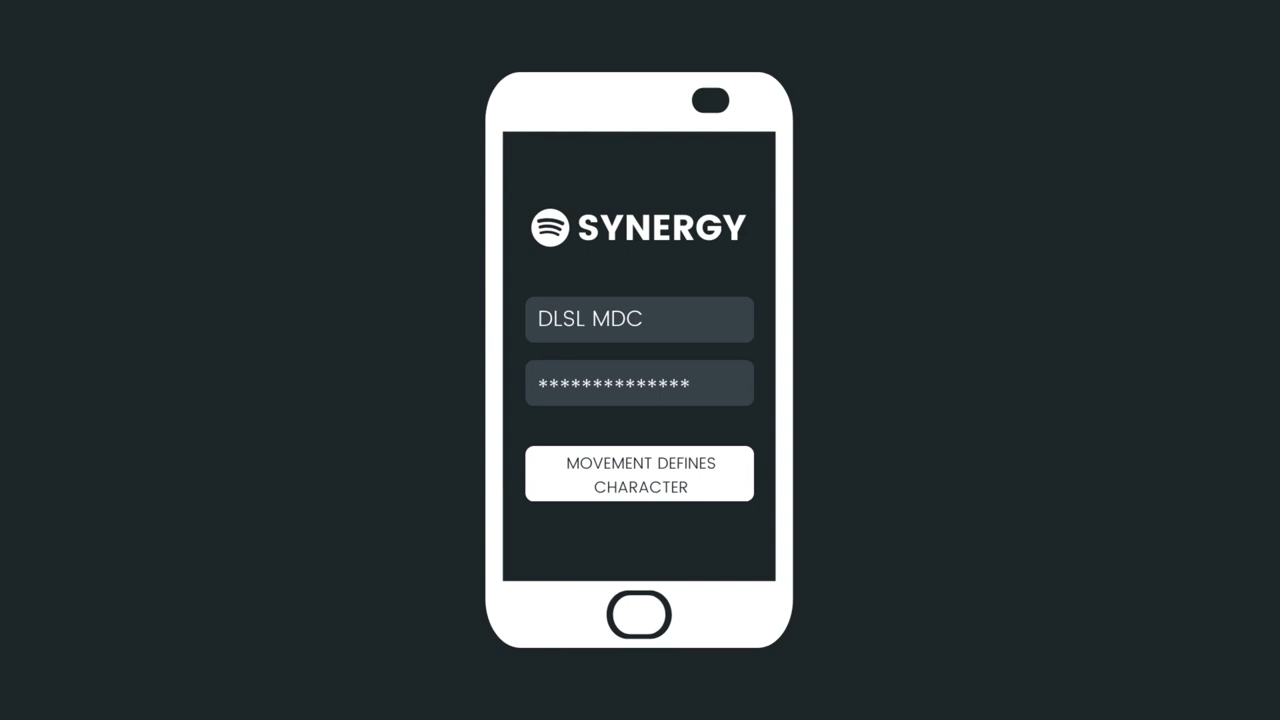 SYNERGY
DLSL MDC
**************
MOVEMENT DEFINES
CHARACTER